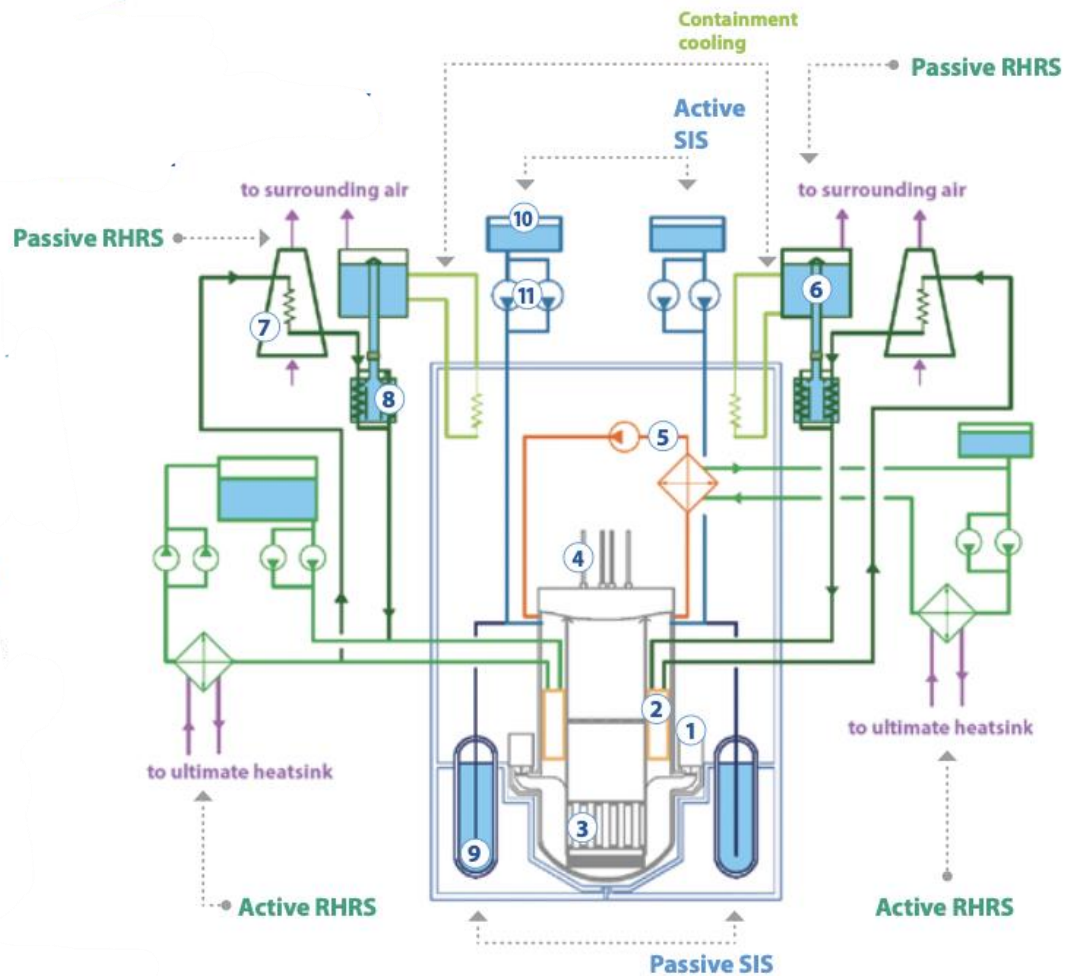 Containment
cooling
Passive RHRS
Active
SIS
to surrounding air
to surrounding air
10
Passive RHRS
11
6
7
8
5
4
2
1
to ultimate heatsink
to ultimate heatsink
3
9
Active RHRS
Active RHRS
Passive SIS